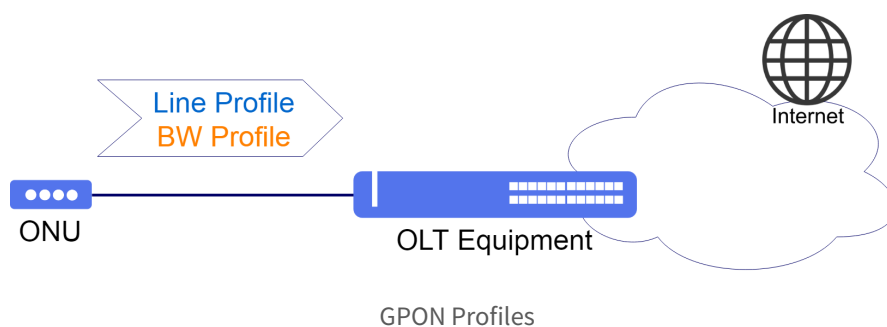 Internet
Line Profile
BW Profile
ONU
OLT Equipment
GPON Profiles